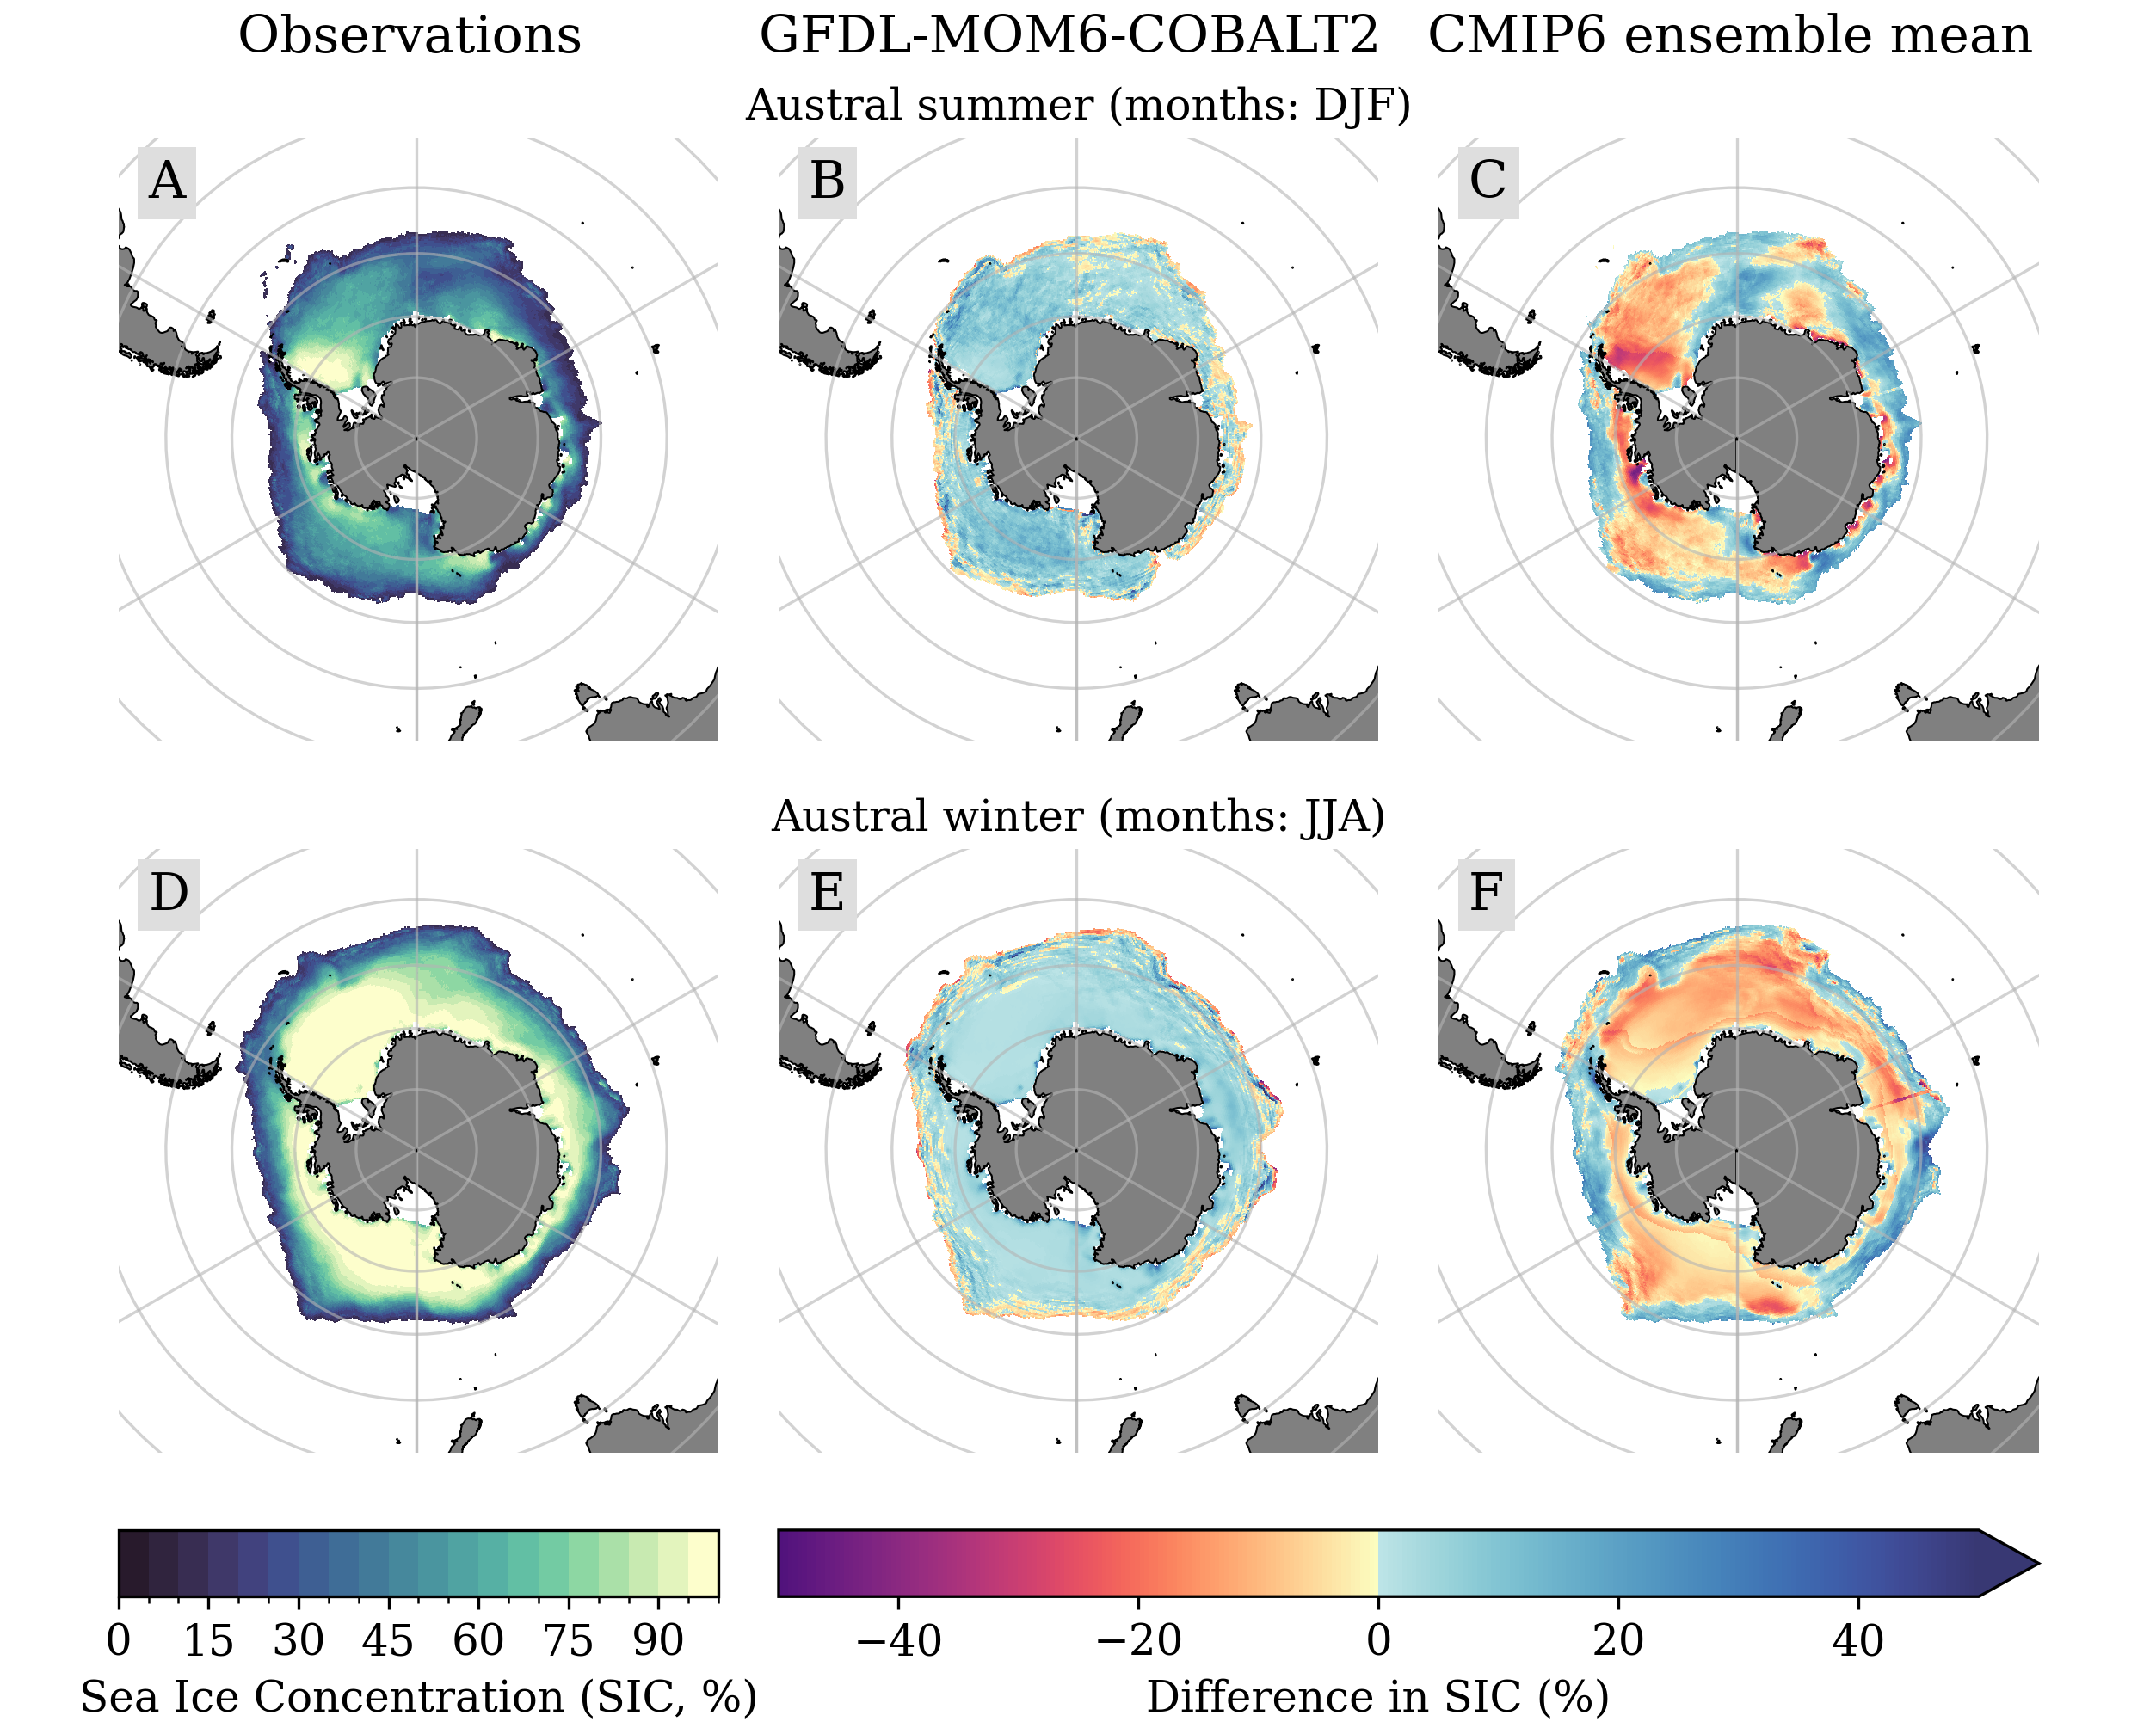 Observations GFDL-MOM6-COBALT2 CMIP6 ensemble mean
Austral summer (months: DJF)
A B C
Austral winter (months: JJA)
D E F
0 15 30 45 60 75 90 −40 −20 0 20 40
Sea Ice Concentration (SIC, %) Difference in SIC (%)